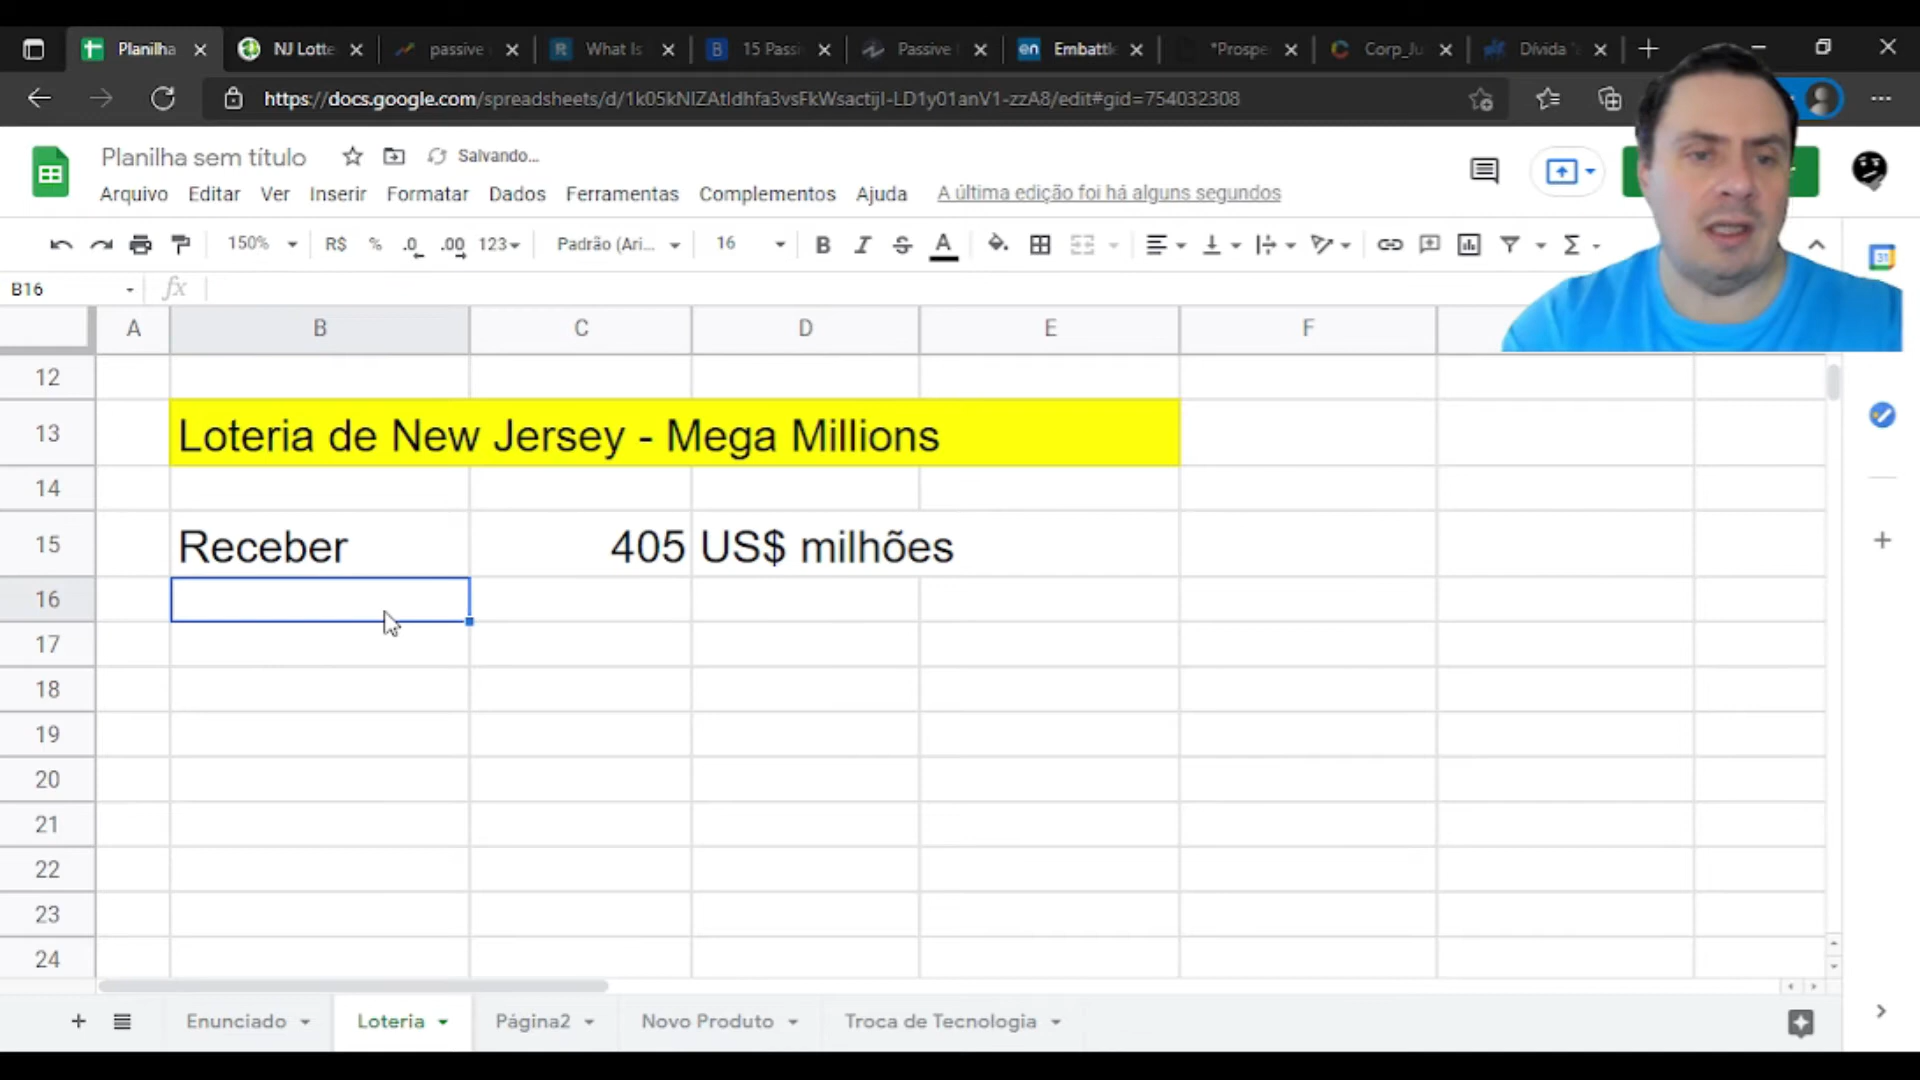 Planilha
NJ Lotte
passive
What Is
15 Passi
Passive
Embattle
*Prospe
Corp_Ju
Dívida
https://docs.google.com/spreadsheets/d/1k05kNlZAtldhfa3vsFkWsactijI-LD1y01anV1-zzA8/edit#gid=754032308
Planilha sem título
Salvando...
Arquivo Editar Ver Inserir Formatar Dados Ferramentas Complementos Ajuda A última edição foi há alguns segundos
150% R$ % .0 .00 123 Padrão (Ari... 16 B I S A Σ
31
B16 fx
A B C D E F
12
13 Loteria de New Jersey - Mega Millions
14
15 Receber 405 US$ milhões
16
17
18
19
20
21
22
23
24
Enunciado Loteria Página2 Novo Produto Troca de Tecnologia